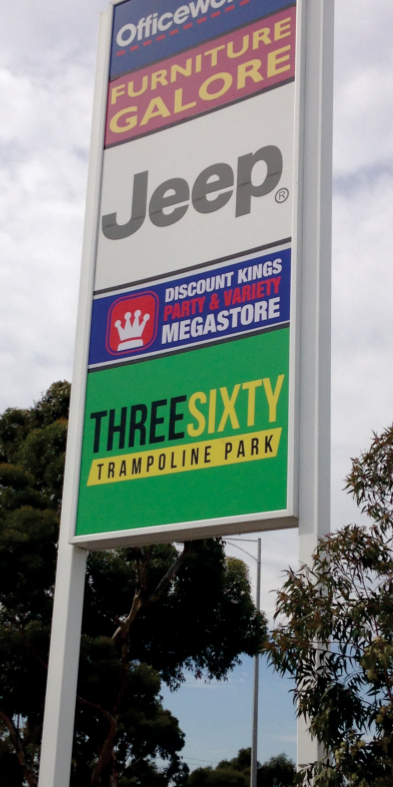 FURNITURE
GALORE
Jeep®
DISCOUNT KINGS
PARTY & VARIETY
MEGASTORE
THREESIXTY
TRAMPOLINE PARK